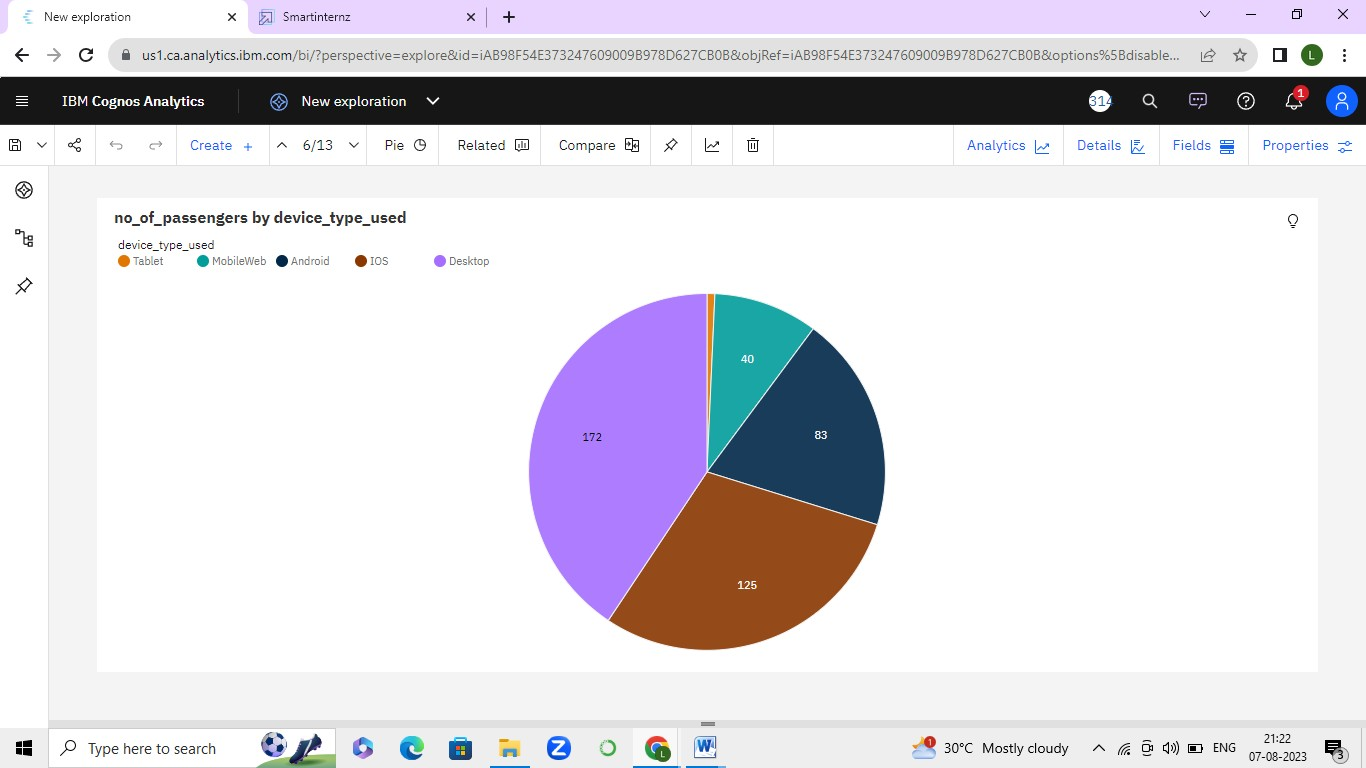 New exploration
Smartinternz
us1.ca.analytics.ibm.com/bi/?perspective=explore&id=iAB98F54E373247609009B978D627CB0B&objRef=iAB98F54E373247609009B978D627CB0B&options%5Bdisable...
L
IBM Cognos Analytics
New exploration
314
1
Create +
6/13
Pie
Related
Compare
Analytics
Details
Fields
Properties
no_of_passengers by device_type_used
device_type_used
Tablet MobileWeb Android IOS Desktop
40
83
172
125
Type here to search
Z
L
W
1
30°C Mostly cloudy
ENG
21:22
07-08-2023
3